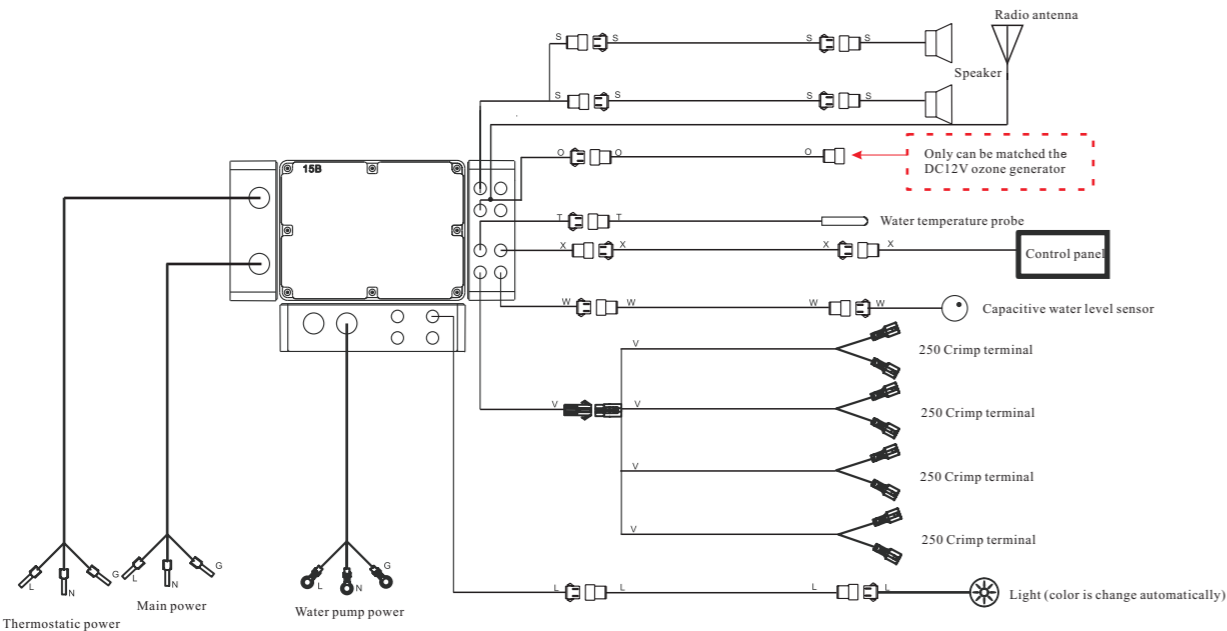 Radio antenna
S
S
S
S
Speaker
S
S
S
S
15B
O
O
O
Only can be matched the
DC12V ozone generator
T
T
Water temperature probe
X
X
X
X
Control panel
W
W
W
W
Capacitive water level sensor
V
250 Crimp terminal
V
V
250 Crimp terminal
V
250 Crimp terminal
V
250 Crimp terminal
L
N
G
Thermostatic power
L
N
G
Main power
L
N
G
Water pump power
L
L
L
L
Light (color is change automatically)